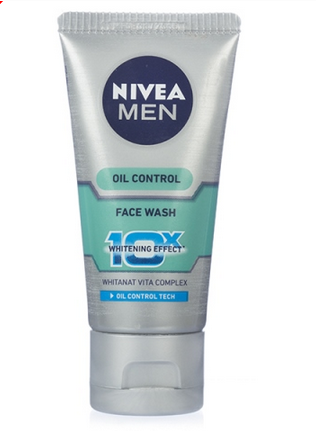 NIVEA
MEN
OIL CONTROL
FACE WASH
10X
WHITENING EFFECT*
WHITANAT VITA COMPLEX
OIL CONTROL TECH